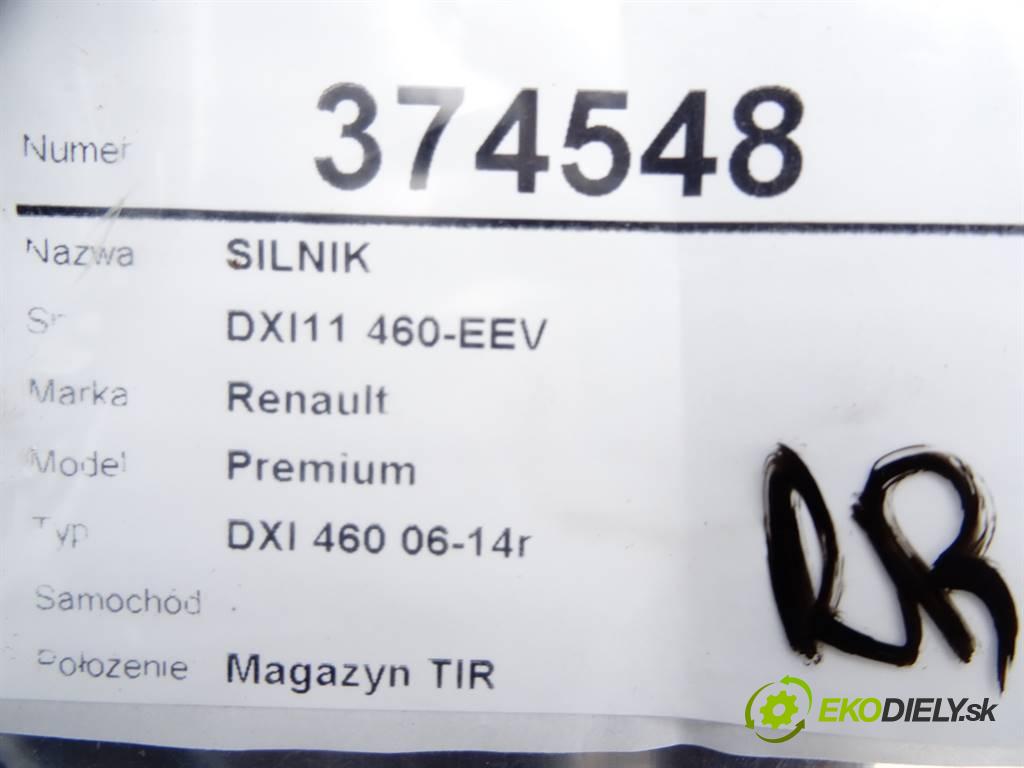 Numer 374548
Nazwa SILNIK
DXI11 460-EEV
Marka Renault
Model Premium
Typ DXI 460 06-14r
Samochód .
Położenie Magazyn TIR
EKODIELY.sk